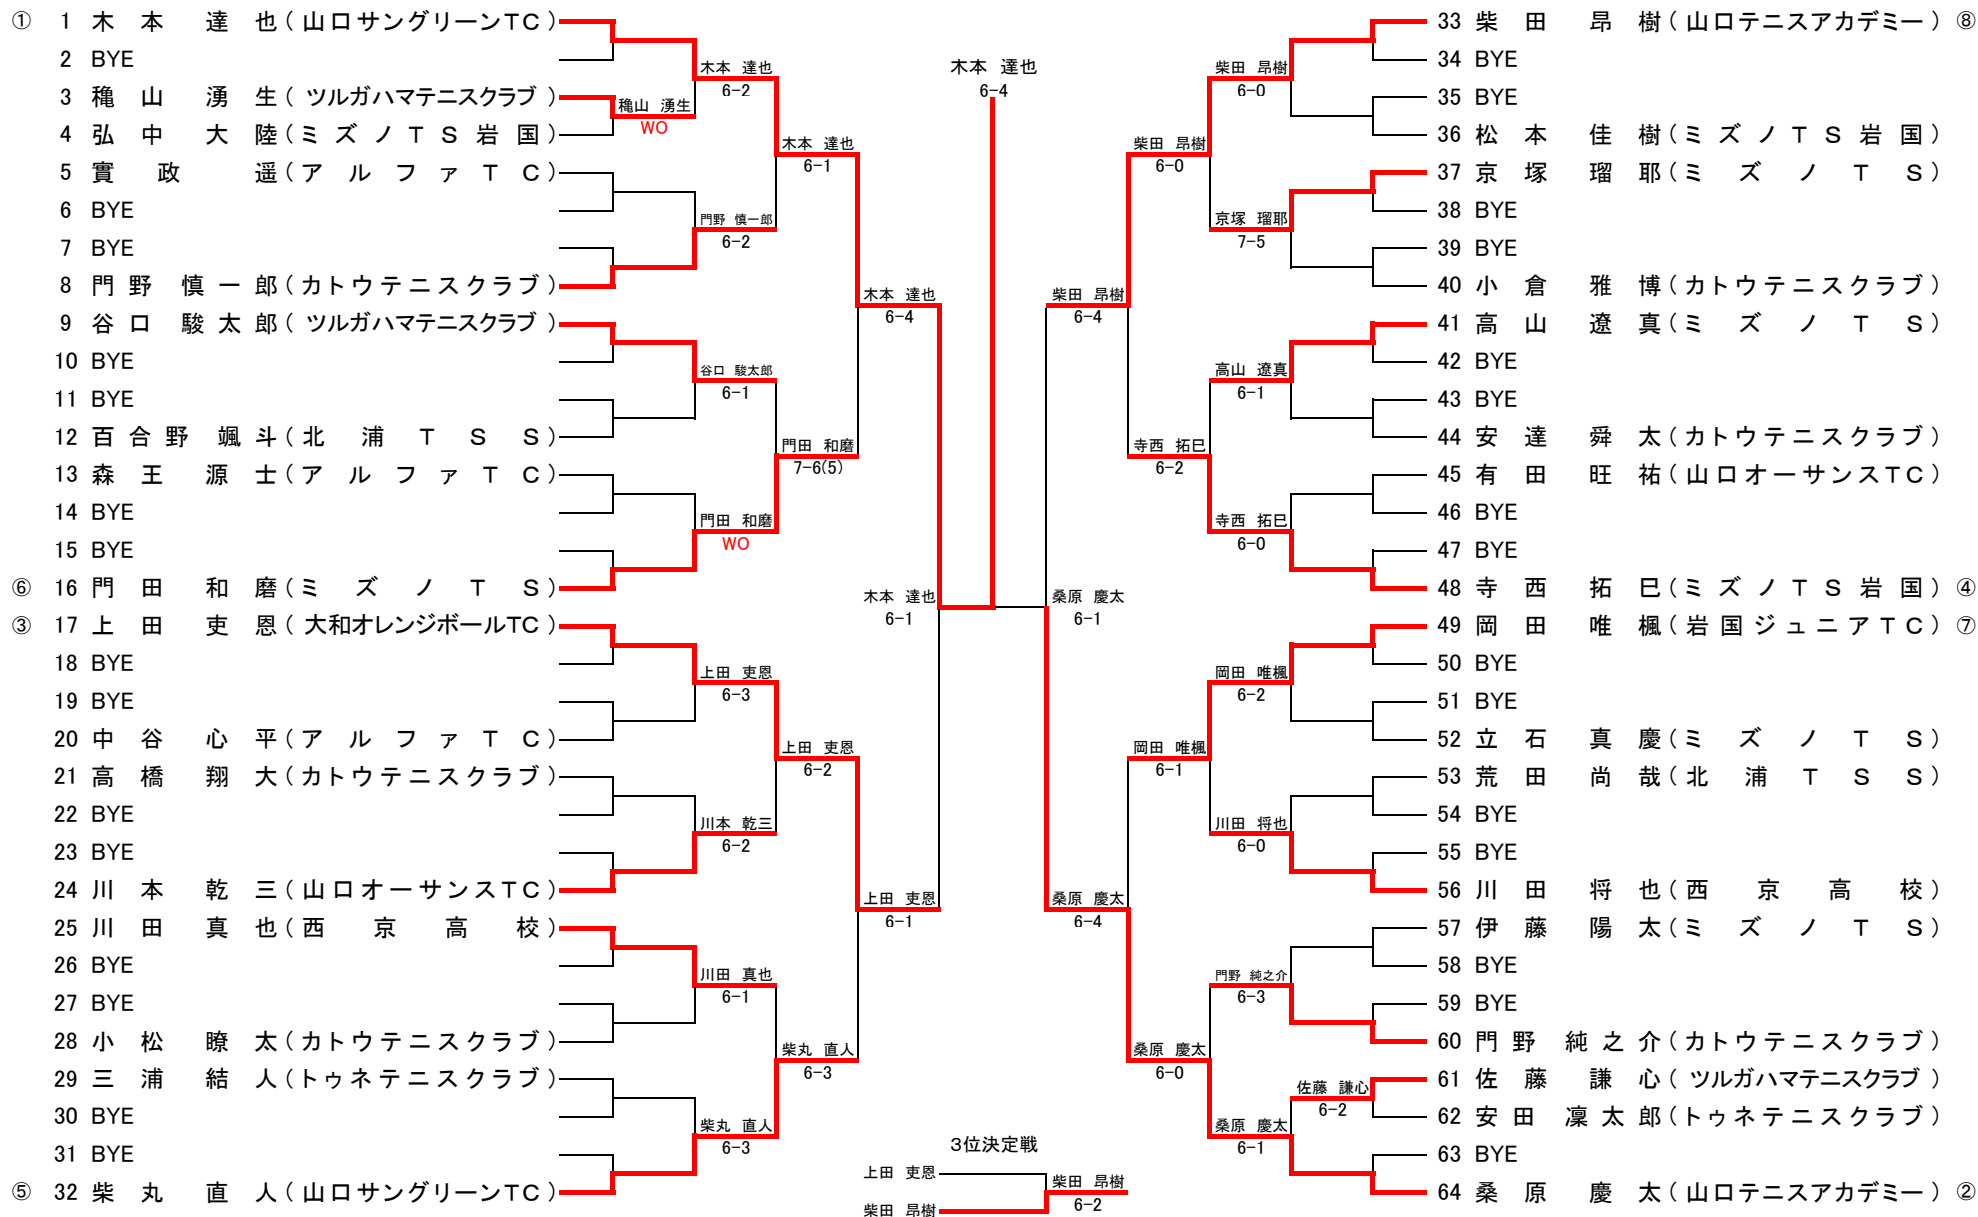 ① 1 木本 達也(山口サングリーンTC)
2 BYE
3 穐山 湧生(ツルガハマテニスクラブ)
4 弘中 大陸(ミズノTS岩国)
5 實政 遥(アルファTC)
6 BYE
7 BYE
8 門野 慎一郎(カトウテニスクラブ)
9 谷口 駿太郎(ツルガハマテニスクラブ)
10 BYE
11 BYE
12 百合野 颯斗(北浦TSS)
13 森王 源士(アルファTC)
14 BYE
15 BYE
⑥ 16 門田 和磨(ミズノTS)
③ 17 上田 吏恩(大和オレンジボールTC)
18 BYE
19 BYE
20 中谷 心平(アルファTC)
21 高橋 翔大(カトウテニスクラブ)
22 BYE
23 BYE
24 川本 乾三(山口オーサンスTC)
25 川田 真也(西京高校)
26 BYE
27 BYE
28 小松 瞭太(カトウテニスクラブ)
29 三浦 結人(トゥネテニスクラブ)
30 BYE
31 BYE
⑤ 32 柴丸 直人(山口サングリーンTC)
穐山 湧生
WO
木本 達也
6-2
門野 慎一郎
6-2
谷口 駿太郎
6-1
門田 和磨
WO
上田 吏恩
6-3
川本 乾三
6-2
川田 真也
6-1
柴丸 直人
6-3
木本 達也
6-1
門田 和磨
7-6(5)
上田 吏恩
6-2
柴丸 直人
6-3
木本 達也
6-4
上田 吏恩
6-1
木本 達也
6-1
木本 達也
6-4
桑原 慶太
6-1
柴田 昂樹
6-4
桑原 慶太
6-4
柴田 昂樹
6-0
寺西 拓巳
6-2
岡田 唯楓
6-1
桑原 慶太
6-0
柴田 昂樹
6-0
京塚 瑠耶
7-5
高山 遼真
6-1
寺西 拓巳
6-0
岡田 唯楓
6-2
川田 将也
6-0
門野 純之介
6-3
桑原 慶太
6-1
佐藤 謙心
6-2
33 柴田 昂樹(山口テニスアカデミー) ⑧
34 BYE
35 BYE
36 松本 佳樹(ミズノTS岩国)
37 京塚 瑠耶(ミズノTS)
38 BYE
39 BYE
40 小倉 雅博(カトウテニスクラブ)
41 高山 遼真(ミズノTS)
42 BYE
43 BYE
44 安達 舜太(カトウテニスクラブ)
45 有田 旺祐(山口オーサンスTC)
46 BYE
47 BYE
48 寺西 拓巳(ミズノTS岩国) ④
49 岡田 唯楓(岩国ジュニアTC) ⑦
50 BYE
51 BYE
52 立石 真慶(ミズノTS)
53 荒田 尚哉(北浦TSS)
54 BYE
55 BYE
56 川田 将也(西京高校)
57 伊藤 陽太(ミズノTS)
58 BYE
59 BYE
60 門野 純之介(カトウテニスクラブ)
61 佐藤 謙心(ツルガハマテニスクラブ)
62 安田 凜太郎(トゥネテニスクラブ)
63 BYE
64 桑原 慶太(山口テニスアカデミー) ②
3位決定戦
上田 吏恩
柴田 昂樹
柴田 昂樹
6-2